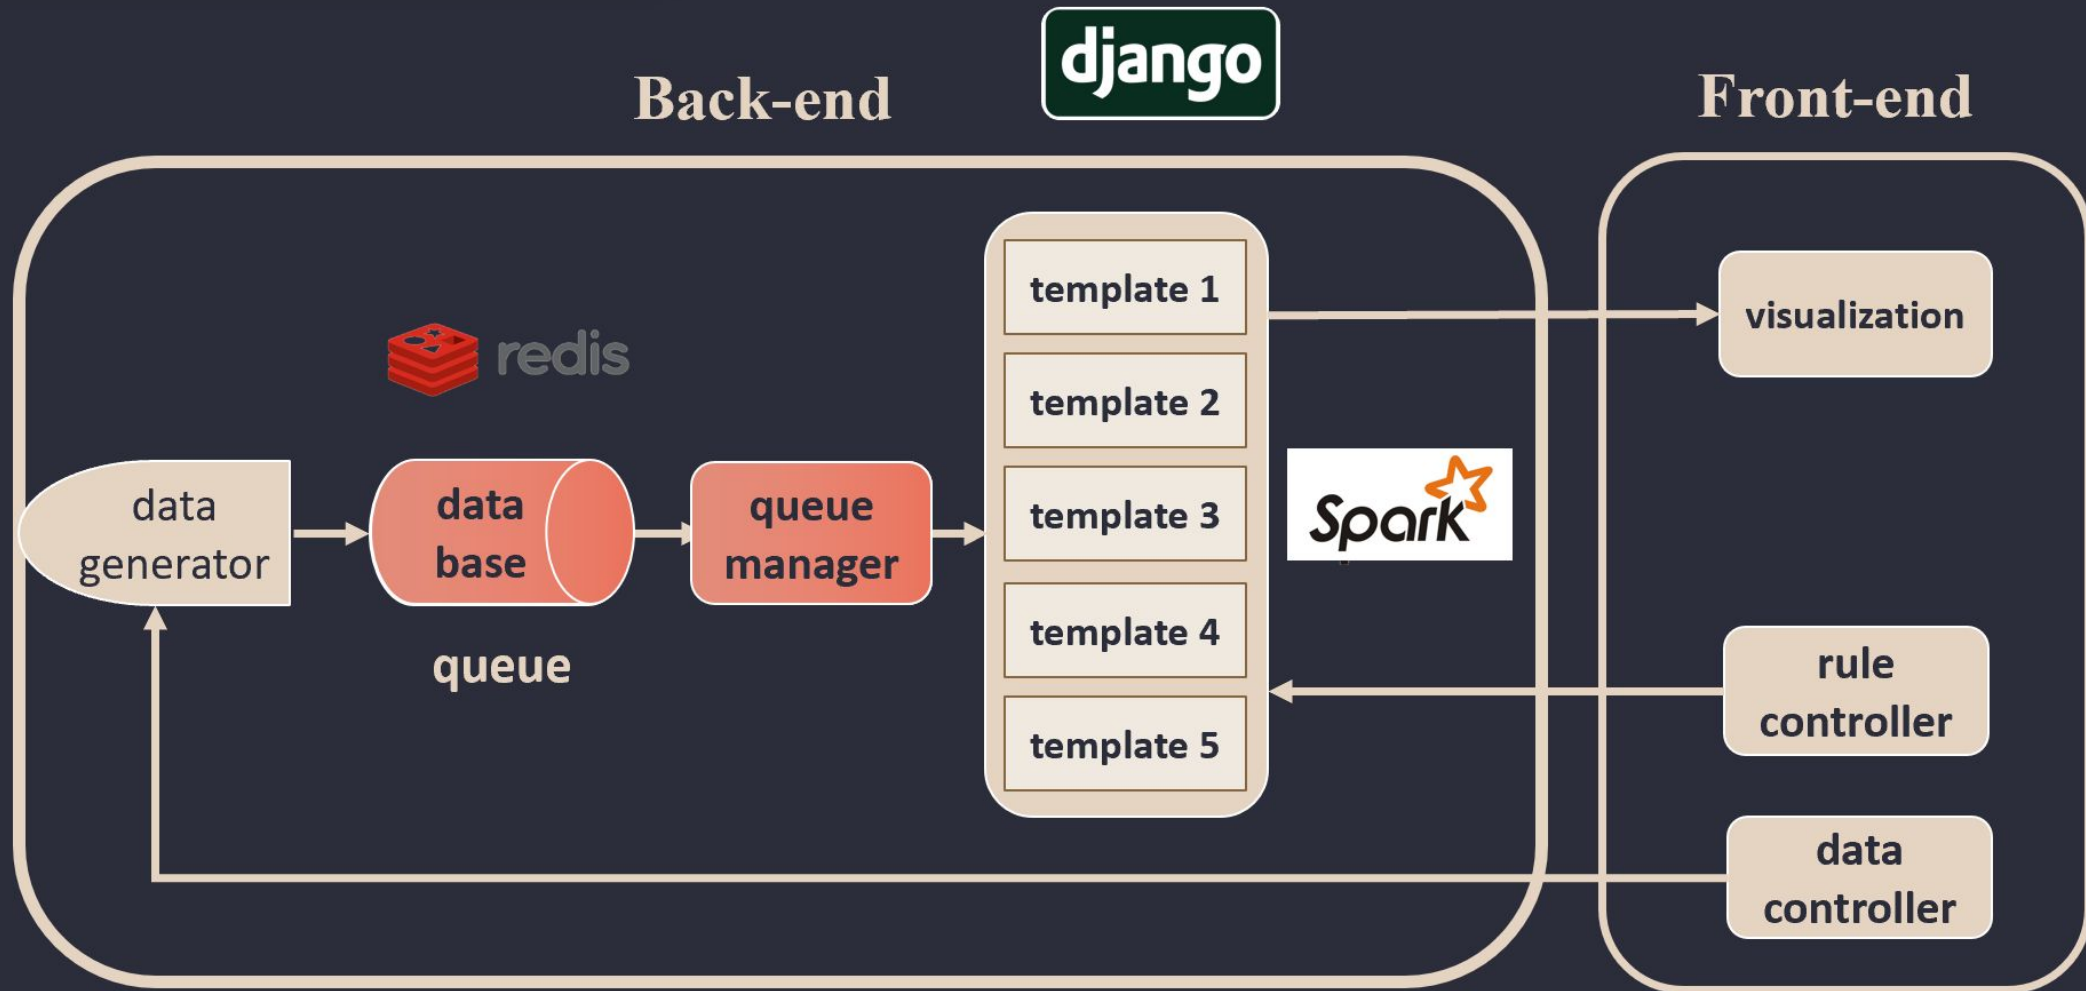 django
Back-end
Front-end
redis
data
generator
data
base
queue
queue
manager
template 1
template 2
template 3
template 4
template 5
Spark
visualization
rule
controller
data
controller